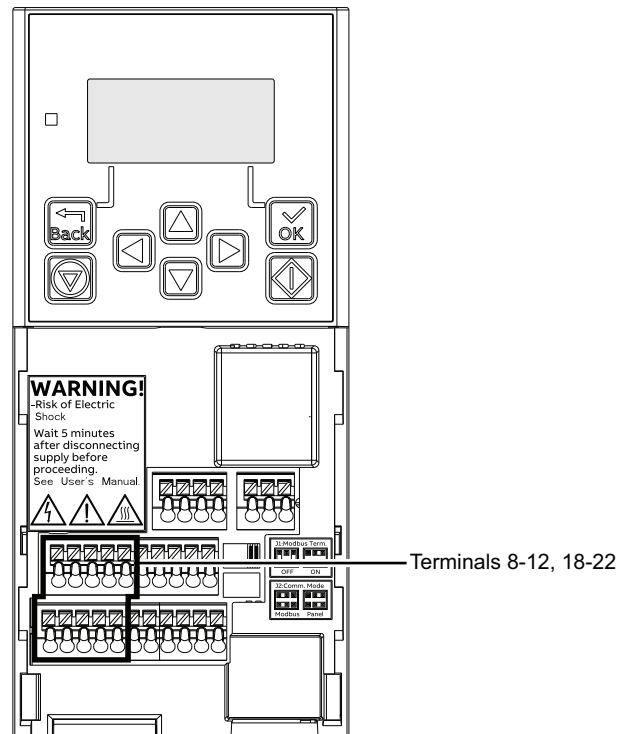 Back
OK
WARNING!
-Risk of Electric
Shock
Wait 5 minutes
after disconnecting
supply before
proceeding.
See User's Manual.
J1:Modbus Term.
OFF ON
J2:Comm. Mode
Modbus Panel
Terminals 8-12, 18-22